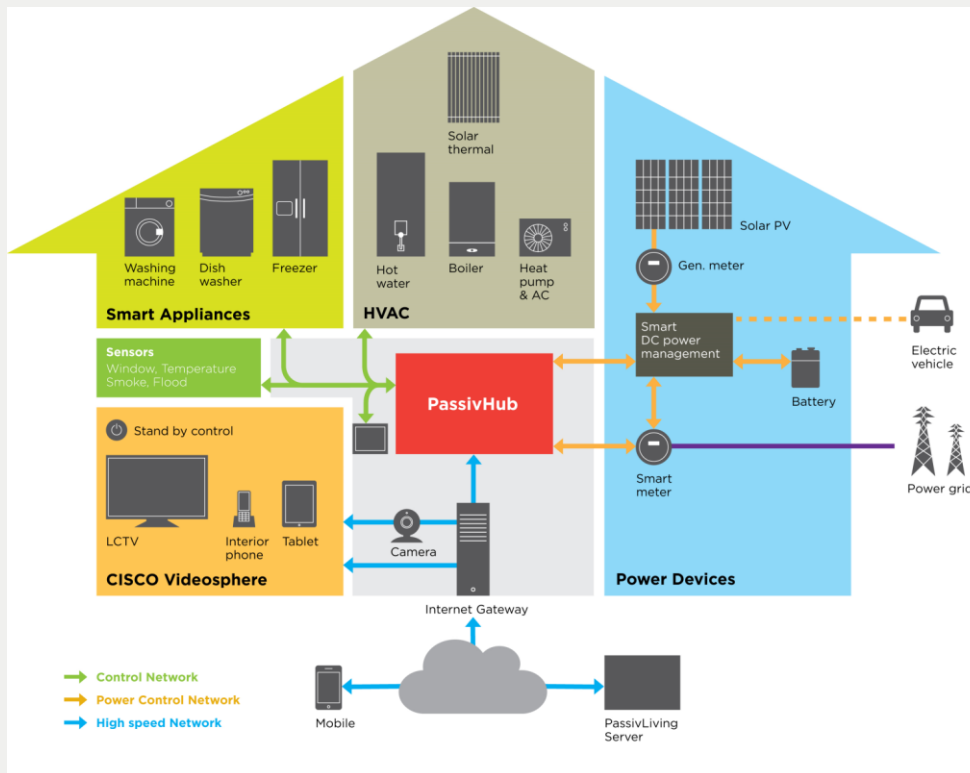 Solar
thermal
Washing
machine
Dish
washer
Freezer
Smart Appliances
Hot
water
Boiler
Heat
pump
& AC
HVAC
Solar PV
Gen. meter
Smart
DC power
management
Electric
vehicle
Battery
Smart
meter
Power grid
Power Devices
Sensors
Window, Temperature
Smoke, Flood
PassivHub
Stand by control
LCTV
Interior
phone
Tablet
CISCO Videosphere
Camera
Internet Gateway
Control Network
Power Control Network
High speed Network
Mobile
PassivLiving
Server